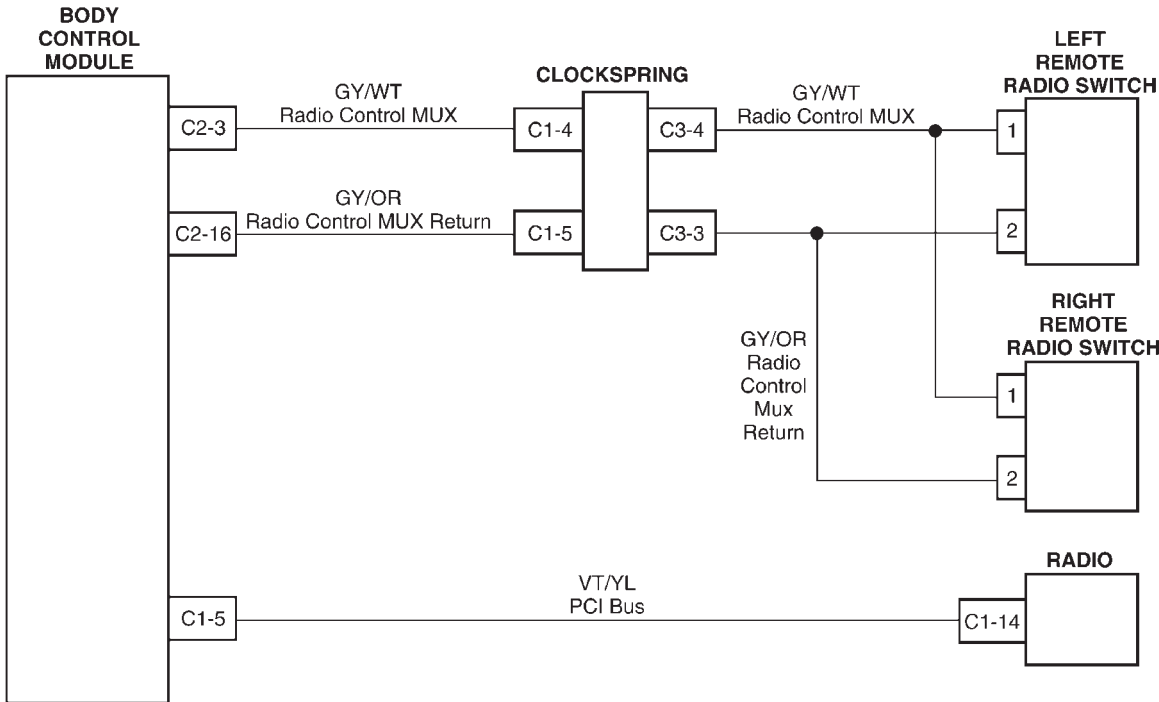 BODY
CONTROL
MODULE
CLOCKSPRING
LEFT
REMOTE
RADIO SWITCH
GY/WT
Radio Control MUX
GY/WT
Radio Control MUX
C2-3
C1-4
C3-4
1
GY/OR
Radio Control MUX Return
C2-16
C1-5
C3-3
2
RIGHT
REMOTE
RADIO SWITCH
GY/OR
Radio
Control
Mux
Return
1
2
RADIO
VT/YL
PCI Bus
C1-5
C1-14